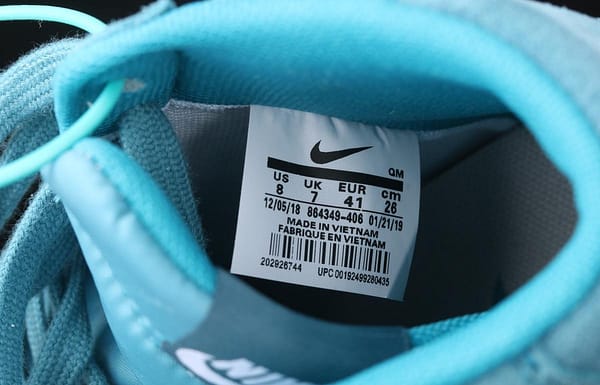 QM
US UK EUR cm
8 7 41 26
12/05/18 864349-406 01/21/19
MADE IN VIETNAM
FABRIQUE EN VIETNAM
202926744 UPC 00192499280435
NIKE